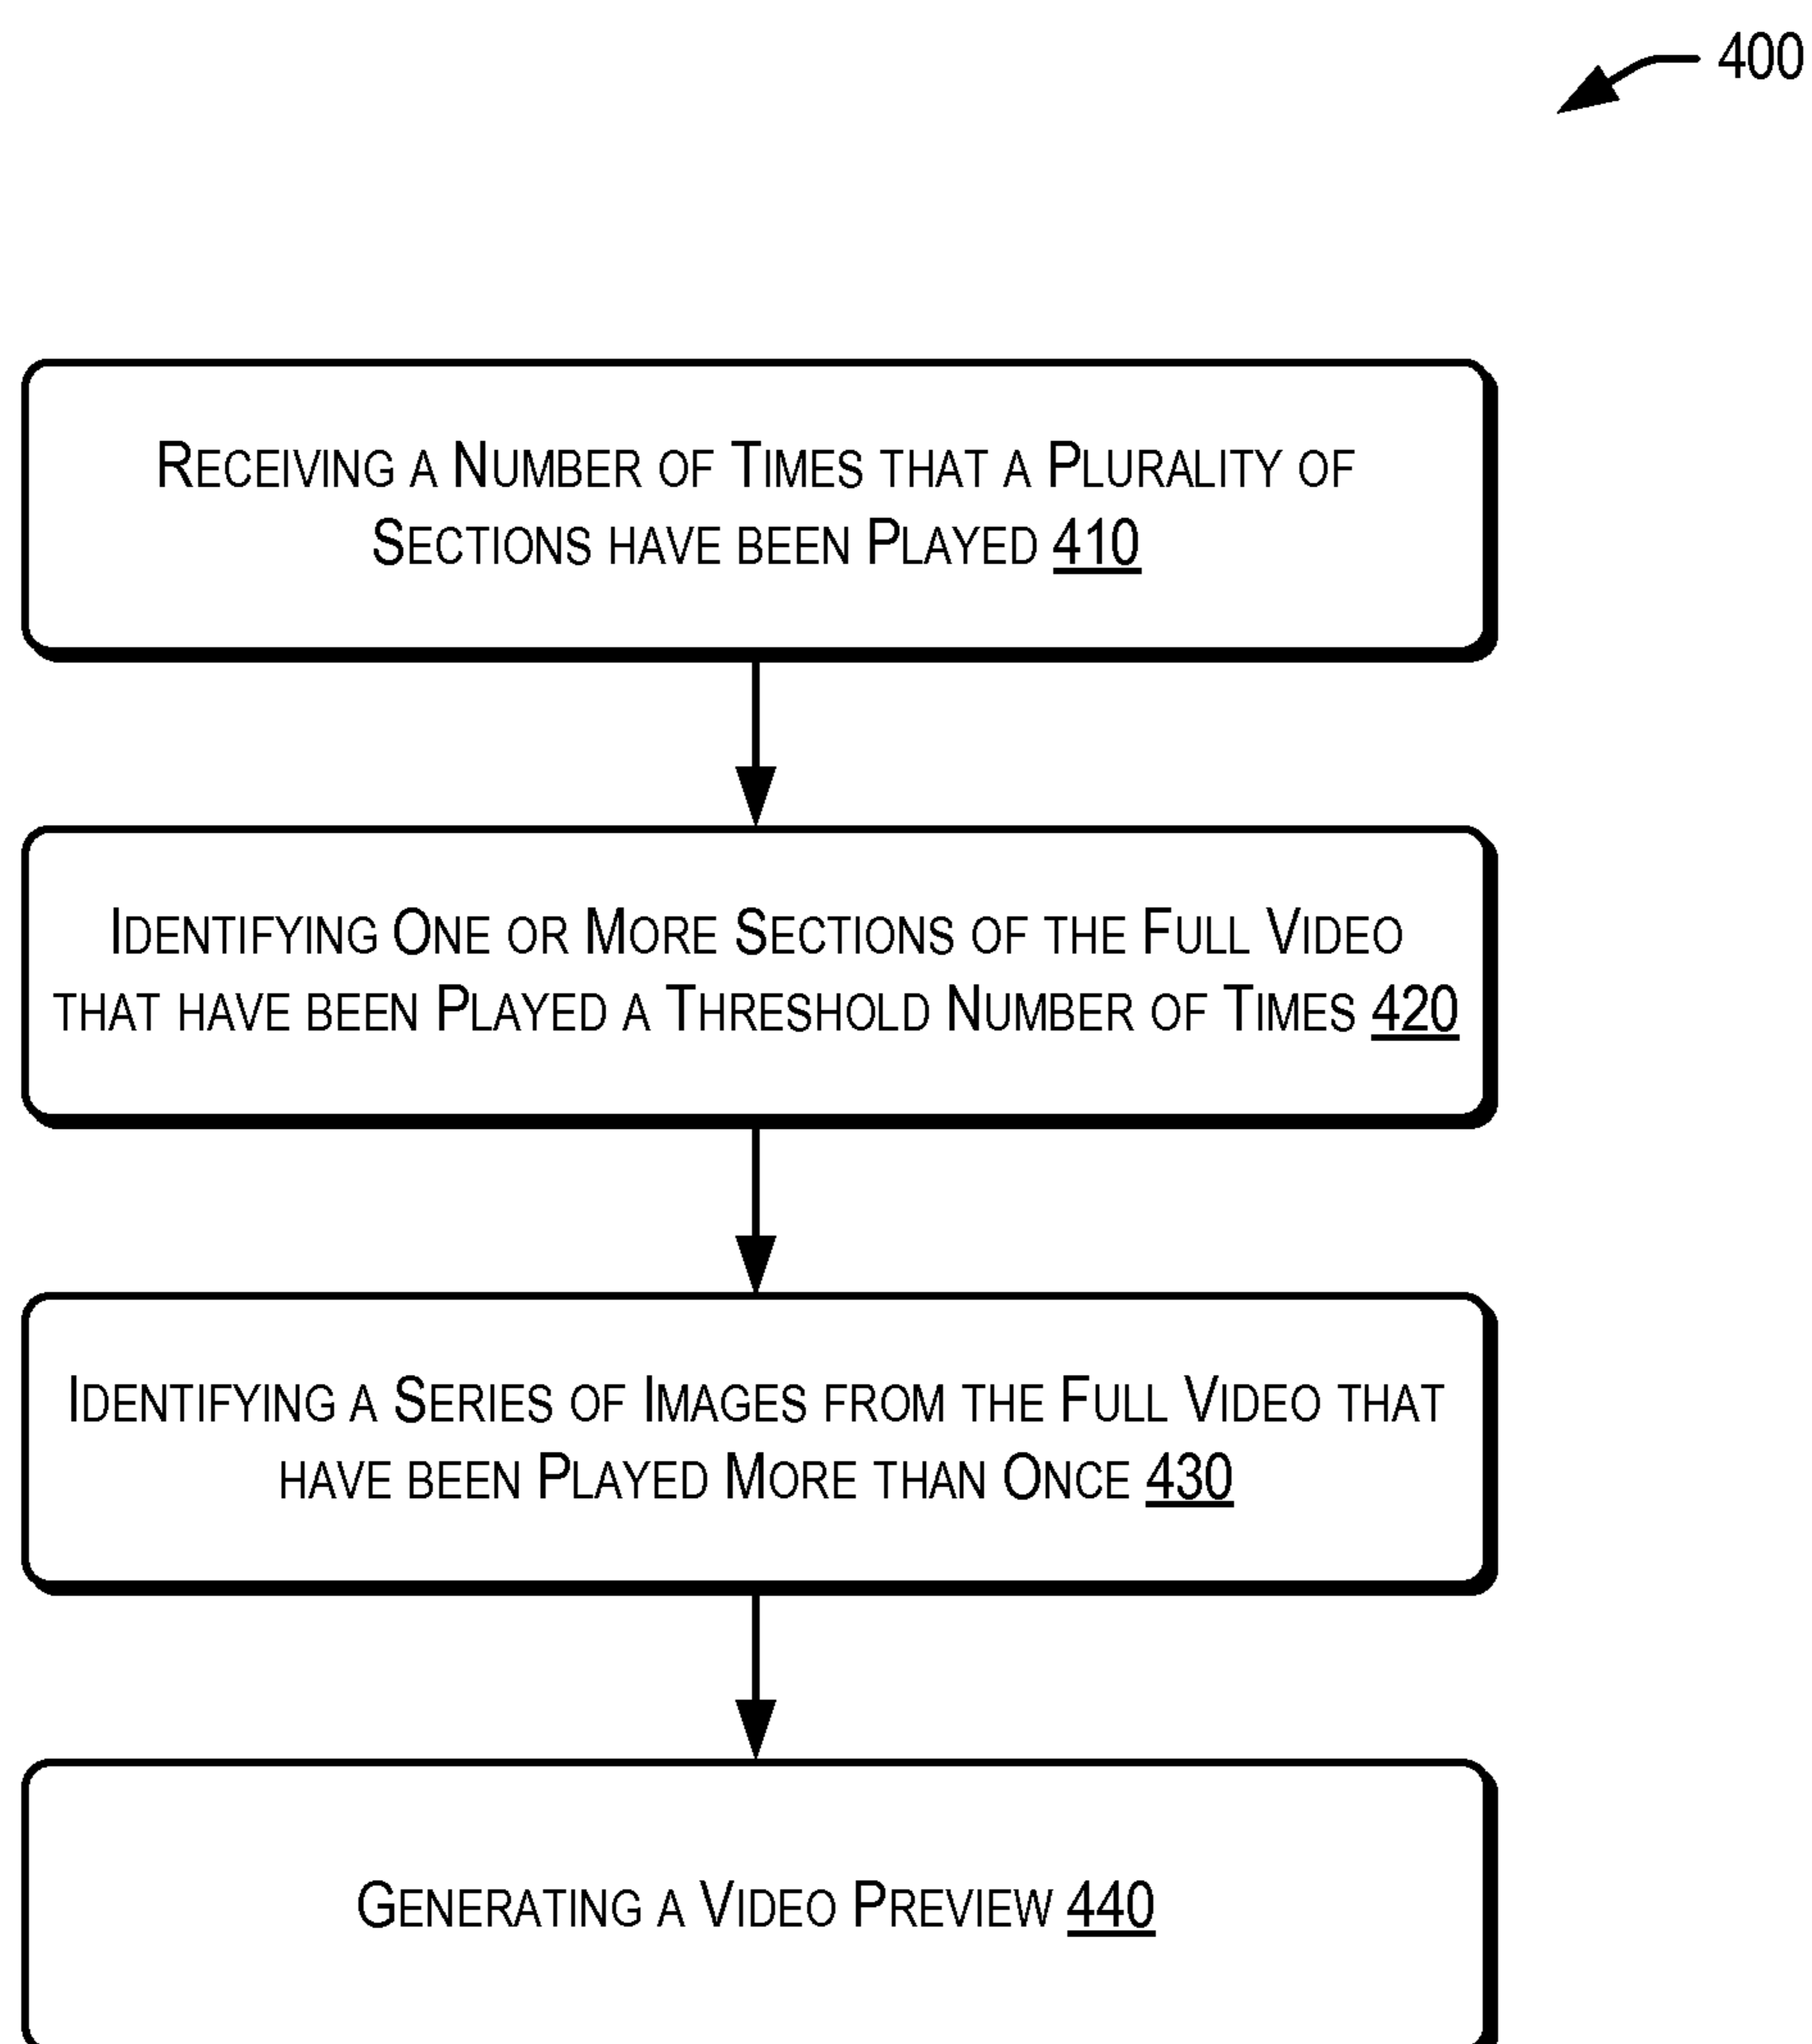 400
Receiving a Number of Times that a Plurality of
Sections have been Played 410
Identifying One or More Sections of the Full Video
that have been Played a Threshold Number of Times 420
Identifying a Series of Images from the Full Video that
have been Played More than Once 430
Generating a Video Preview 440